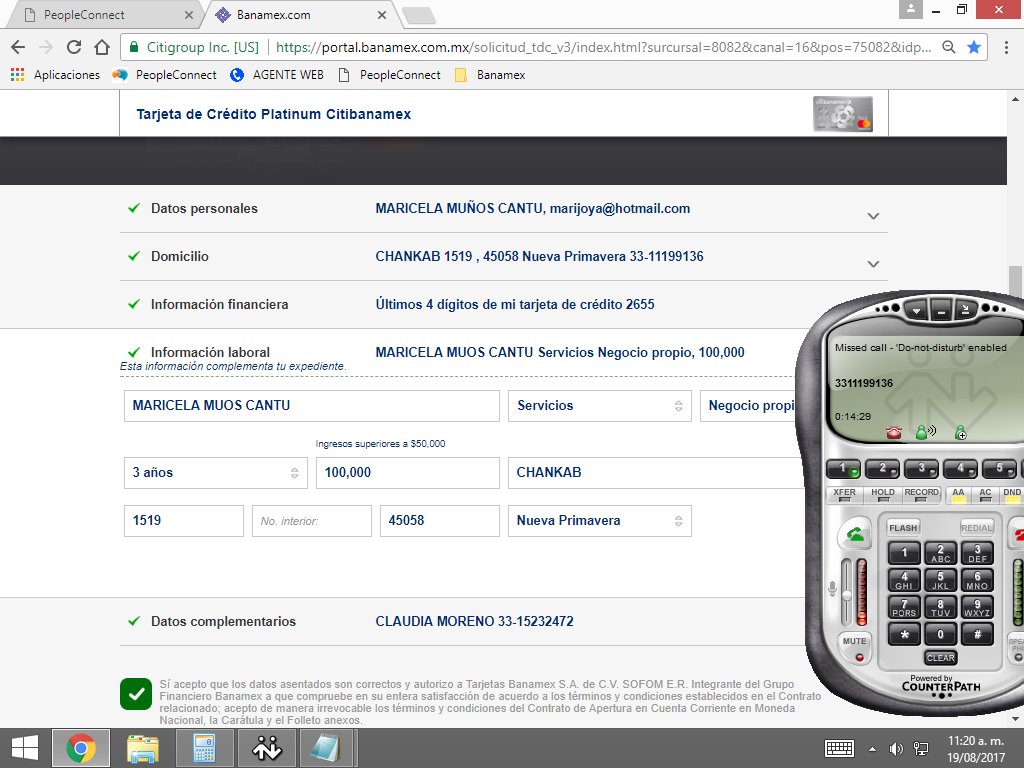 PeopleConnect
Banamex.com
Citigroup Inc. [US]
https://portal.banamex.com.mx/solicitud_tdc_v3/index.html?surcursal=8082&canal=16&pos=75082&idp...
Aplicaciones
PeopleConnect
AGENTE WEB
PeopleConnect
Banamex
Tarjeta de Crédito Platinum Citibanamex
Datos personales
MARICELA MUÑOS CANTU, marijoya@hotmail.com
Domicilio
CHANKAB 1519 , 45058 Nueva Primavera 33-11199136
Información financiera
Últimos 4 dígitos de mi tarjeta de crédito 2655
Información laboral
MARICELA MUOS CANTU Servicios Negocio propio, 100,000
Esta información complementa tu expediente.
MARICELA MUOS CANTU
Servicios
Negocio propi
Ingresos superiores a $50,000
3 años
100,000
CHANKAB
1519
No. interior:
45058
Nueva Primavera
Datos complementarios
CLAUDIA MORENO 33-15232472
Sí acepto que los datos asentados son correctos y autorizo a Tarjetas Banamex S.A. de C.V. SOFOM E.R. Integrante del Grupo
Financiero Banamex a que compruebe en su entera satisfacción de acuerdo a los términos y condiciones establecidos en el Contrato
relacionado; acepto de manera irrevocable los términos y condiciones del Contrato de Apertura en Cuenta Corriente en Moneda
Nacional, la Carátula y el Folleto anexos.
Missed call - 'Do-not-disturb' enabled
3311199136
0:14:29
1 2 3 4 5
XFER HOLD RECORD AA AC DND
FLASH REDIAL
1 2 ABC 3 DEF
4 GHI 5 JKL 6 MNO
7 PQRS 8 TUV 9 WXYZ
* 0 #
MUTE
CLEAR
Powered by
COUNTERPATH
11:20 a. m.
19/08/2017